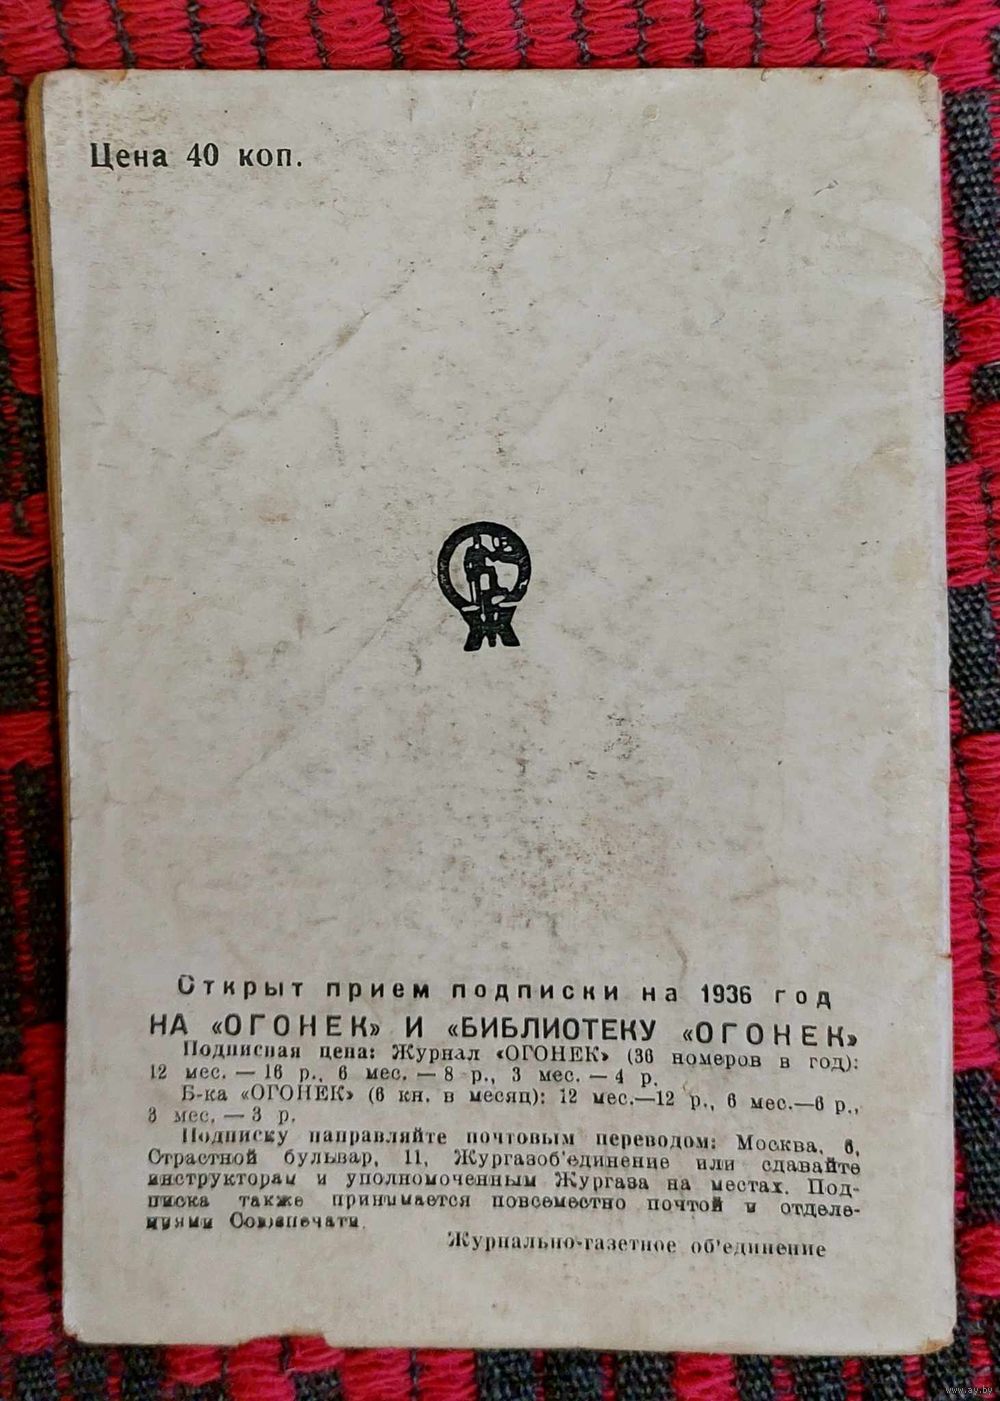 Цена 40 коп.
Ж
Открыт прием подписки на 1936 год
НА «ОГОНЕК» И «БИБЛИОТЕКУ «ОГОНЕК»
Подписная цена: Журнал «ОГОНЕК» (36 номеров в год):
12 мес. — 16 р., 6 мес. — 8 р., 3 мес. — 4 р.
Б-ка «ОГОНЕК» (6 кн. в месяц): 12 мес.—12 р., 6 мес.—6 р.,
3 мес. — 3 р.
Подписку направляйте почтовым переводом: Москва, 6,
Страстной бульвар, 11, Жургазоб'единение или сдавайте
инструкторам и уполномоченным Жургаза на местах. Под-
писка также принимается повсеместно почтой и отделе-
ниями Союзпечати.
Журнально-газетное об'единение
www.ay.by